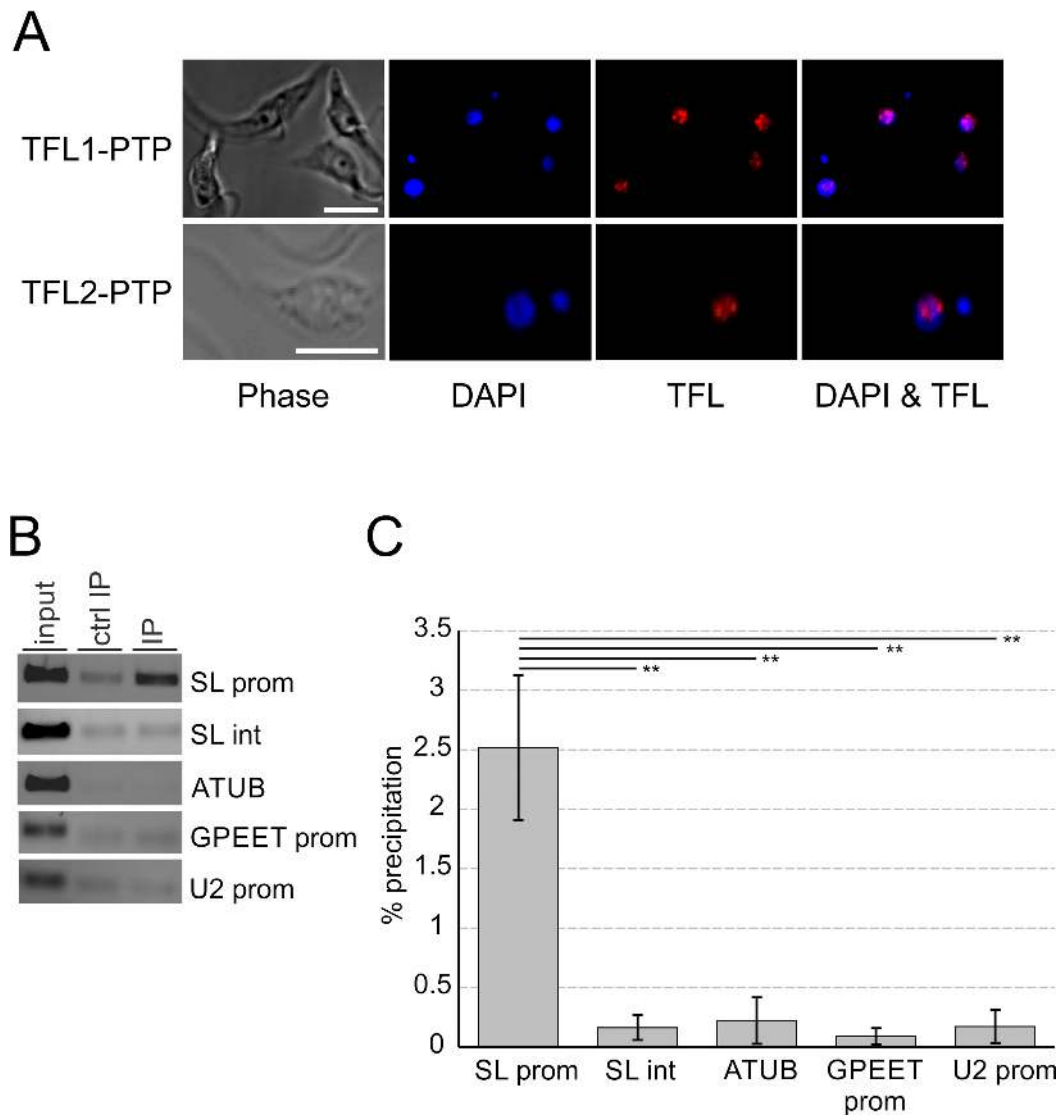 A
TFL1-PTP
TFL2-PTP
Phase DAPI TFL DAPI & TFL
B
input ctrl IP IP
SL prom
SL int
ATUB
GPEET prom
U2 prom
C
% precipitation
3.5
3
2.5
2
1.5
1
0.5
0
**
**
**
**
SL prom SL int ATUB GPEET prom U2 prom